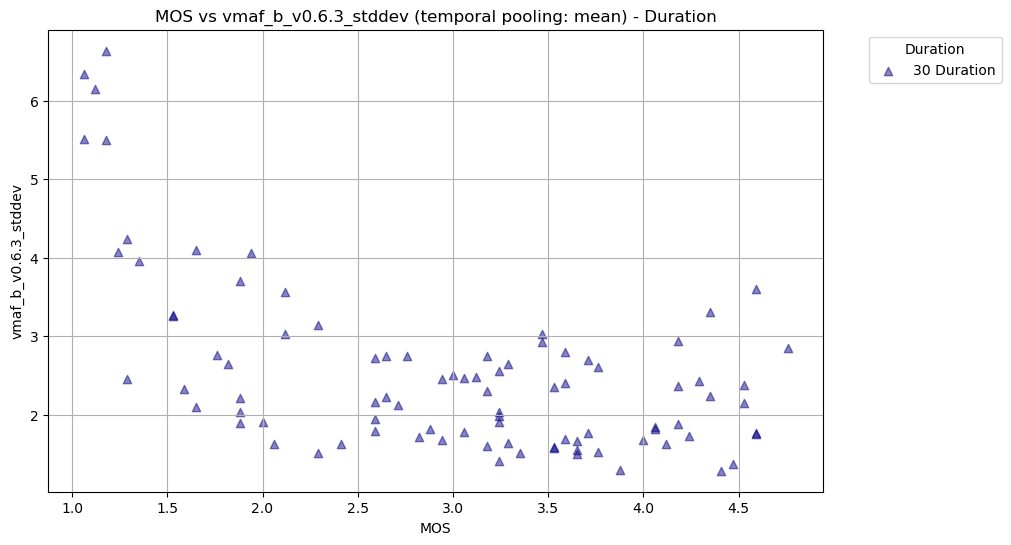 MOS vs vmaf_b_v0.6.3_stddev (temporal pooling: mean) - Duration
Duration
30 Duration
vmaf_b_v0.6.3_stddev
6
5
4
3
2
1.0 1.5 2.0 2.5 3.0 3.5 4.0 4.5
MOS